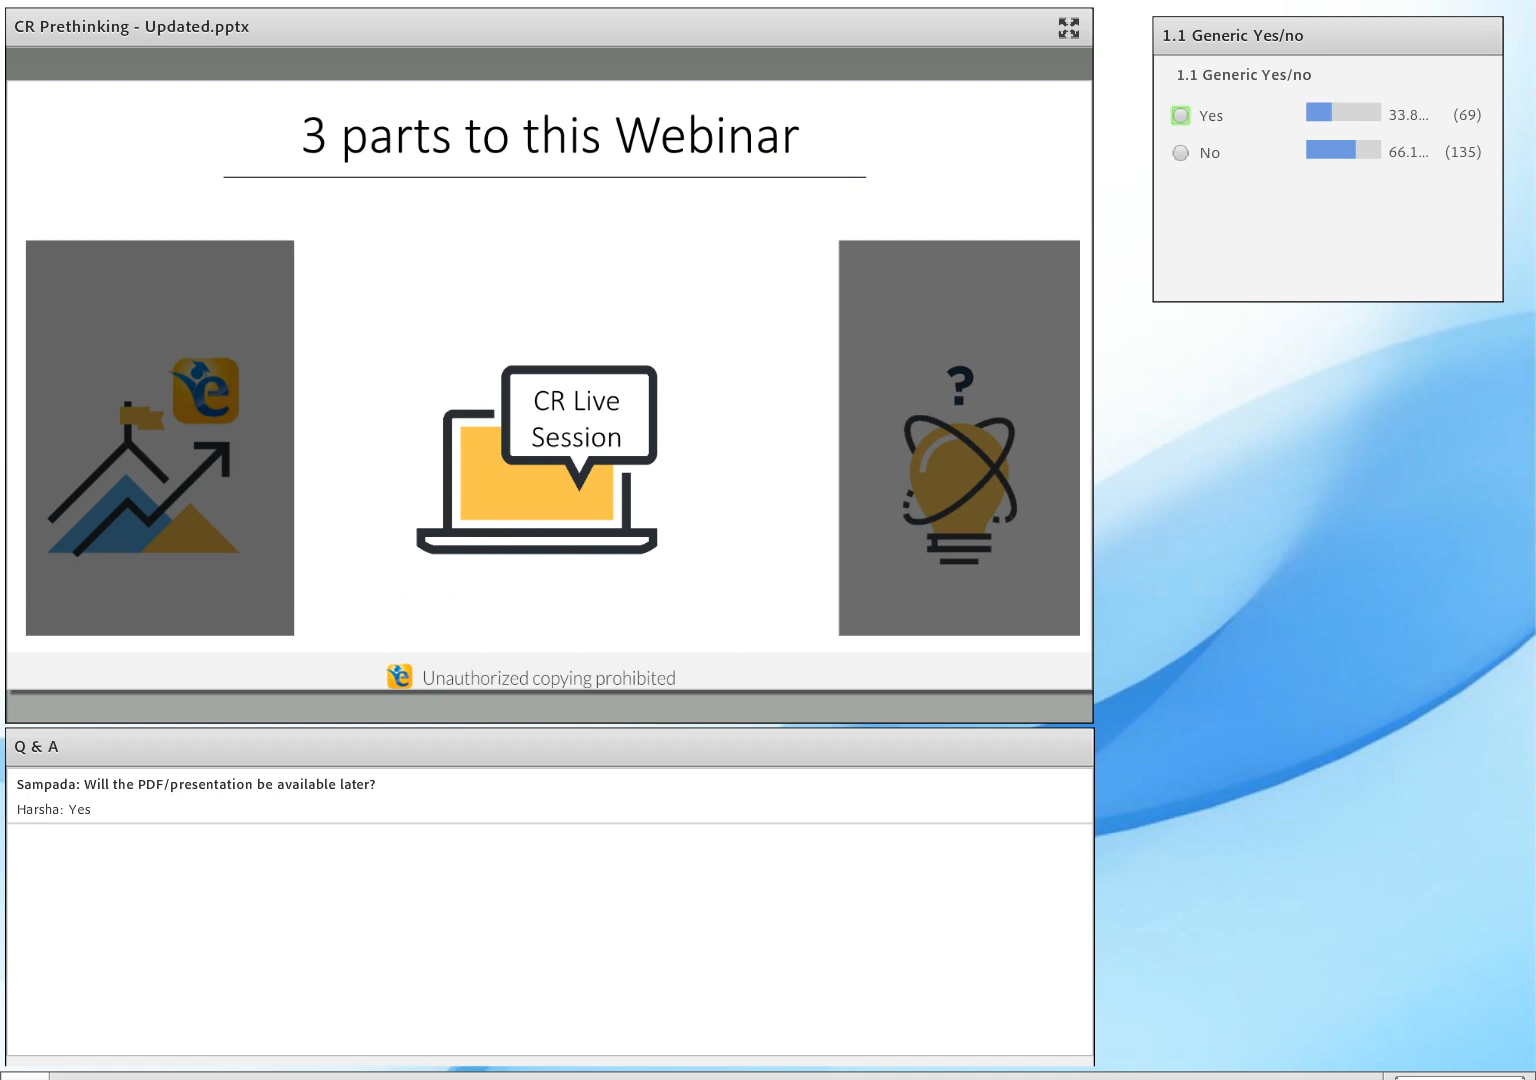 CR Prethinking - Updated.pptx
3 parts to this Webinar
CR Live
Session
?
Unauthorized copying prohibited
1.1 Generic Yes/no
1.1 Generic Yes/no
Yes 33.8... (69)
No 66.1... (135)
Q & A
Sampada: Will the PDF/presentation be available later?
Harsha: Yes